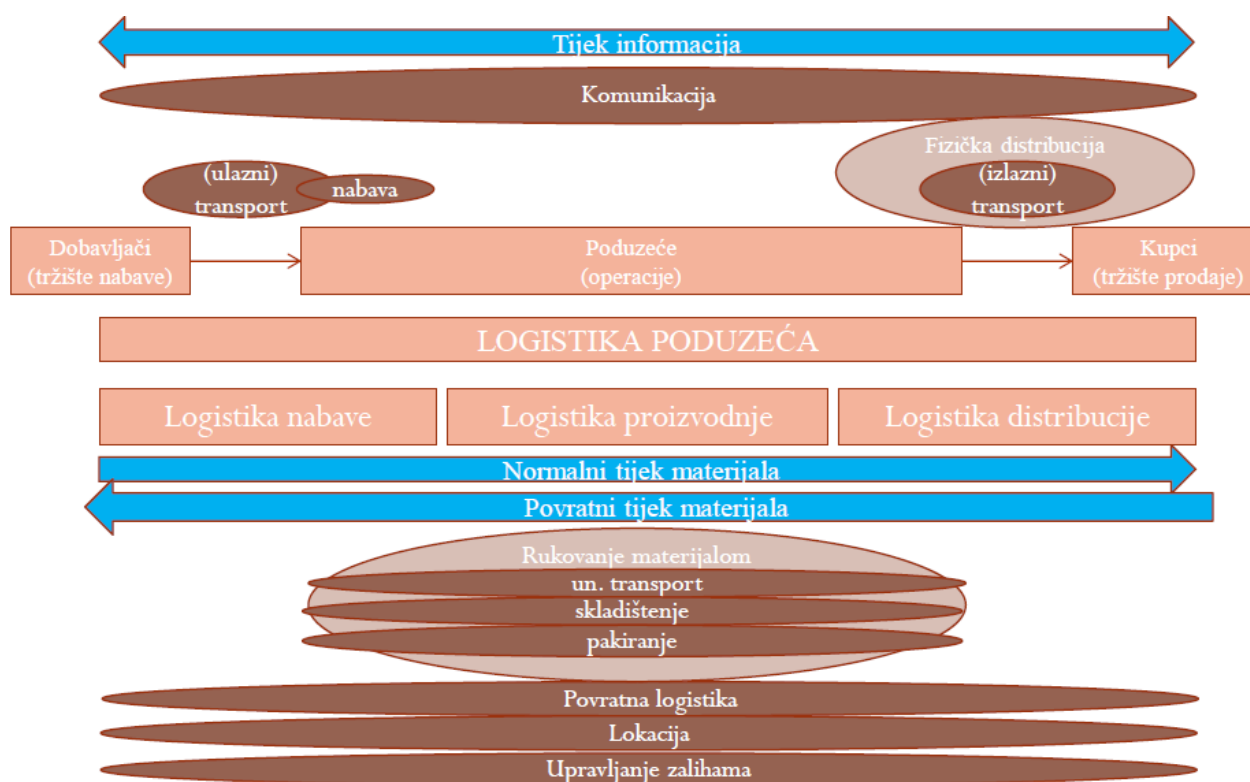 Tijek informacija
Komunikacija
Fizička distribucija
(ulazni)
transport
nabava
(izlazni)
transport
Dobavljači
(tržište nabave)
Poduzeće
(operacije)
Kupci
(tržište prodaje)
LOGISTIKA PODUZEĆA
Logistika nabave
Logistika proizvodnje
Logistika distribucije
Normalni tijek materijala
Povratni tijek materijala
Rukovanje materijalom
un. transport
skladištenje
pakiranje
Povratna logistika
Lokacija
Upravljanje zalihama